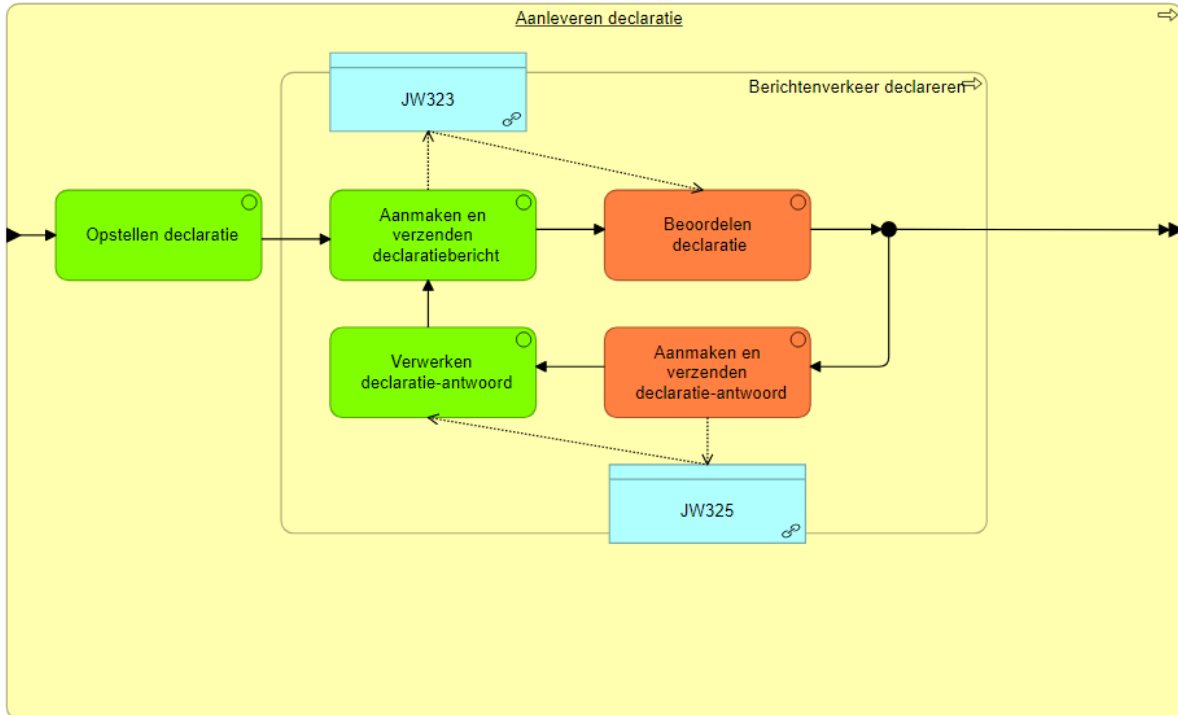 Aanleveren declaratie
Berichtenverkeer declareren
JW323
Opstellen declaratie
Aanmaken en
verzenden
declaratiebericht
Beoordelen
declaratie
Verwerken
declaratie-antwoord
Aanmaken en
verzenden
declaratie-antwoord
JW325